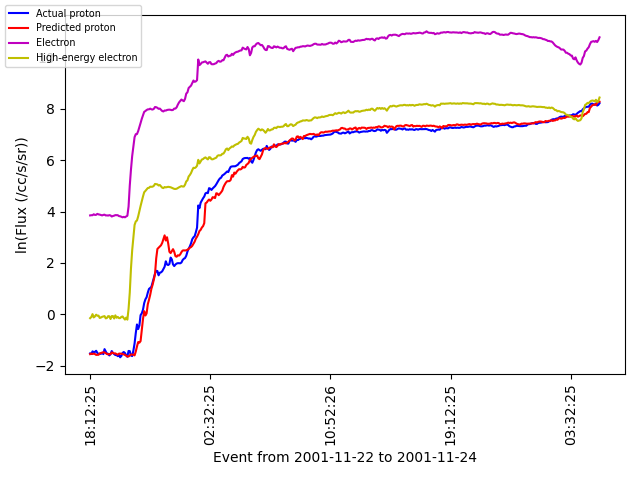 Actual proton
Predicted proton
Electron
High-energy electron
8
6
4
2
0
−2
ln(Flux (/cc/s/sr))
18:12:25
02:32:25
10:52:26
19:12:25
03:32:25
Event from 2001-11-22 to 2001-11-24